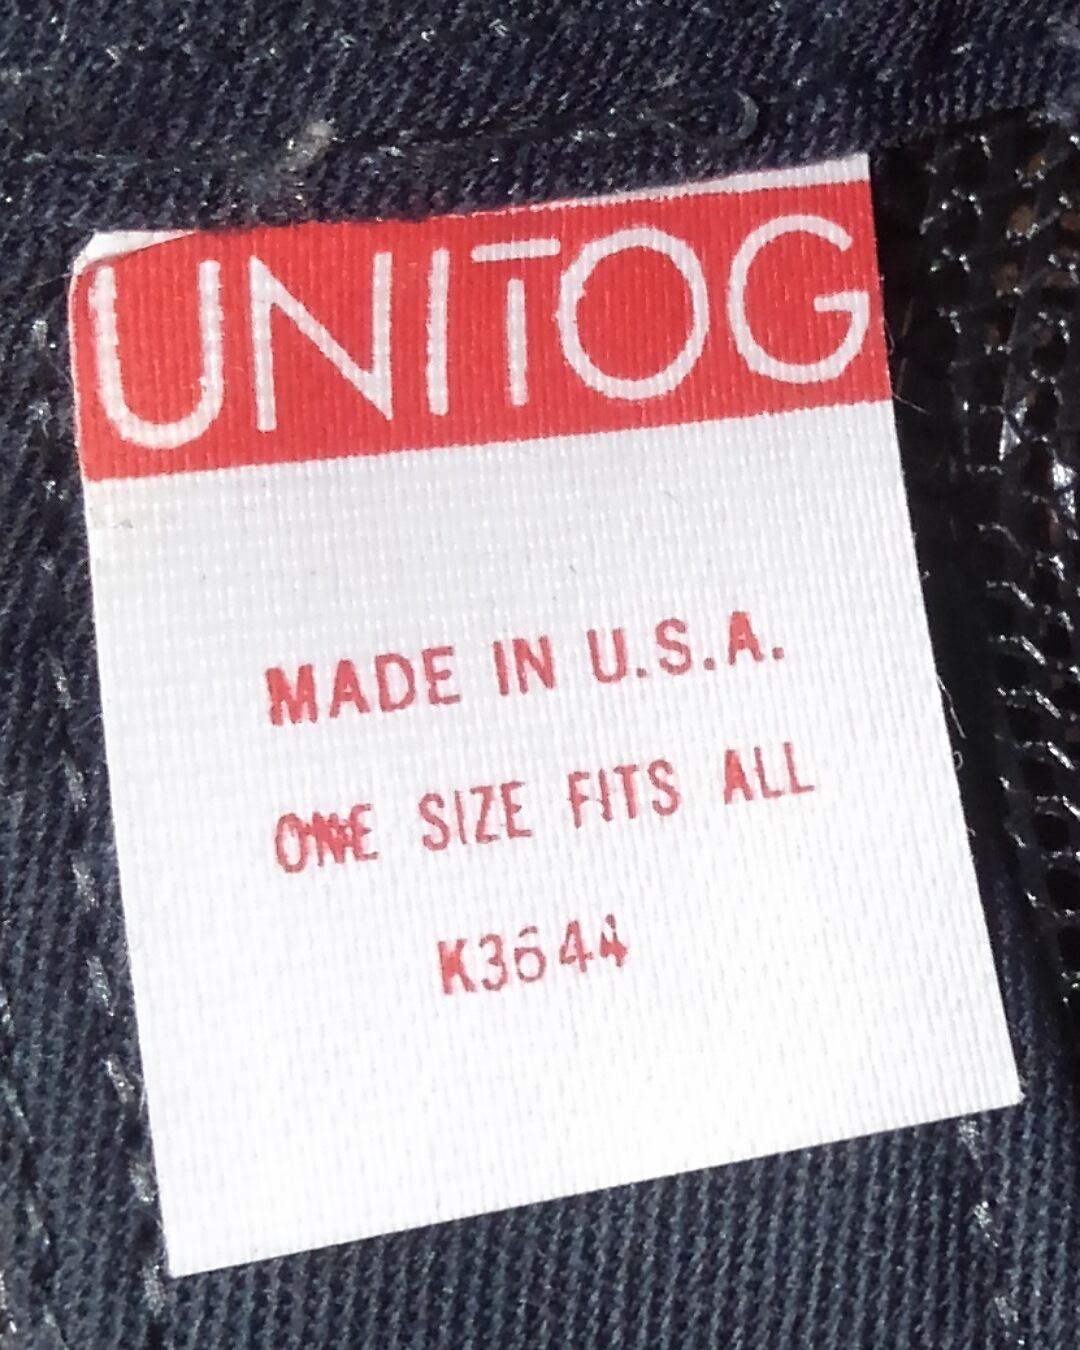 UNITOG
MADE IN U.S.A.
ONE SIZE FITS ALL
K3644